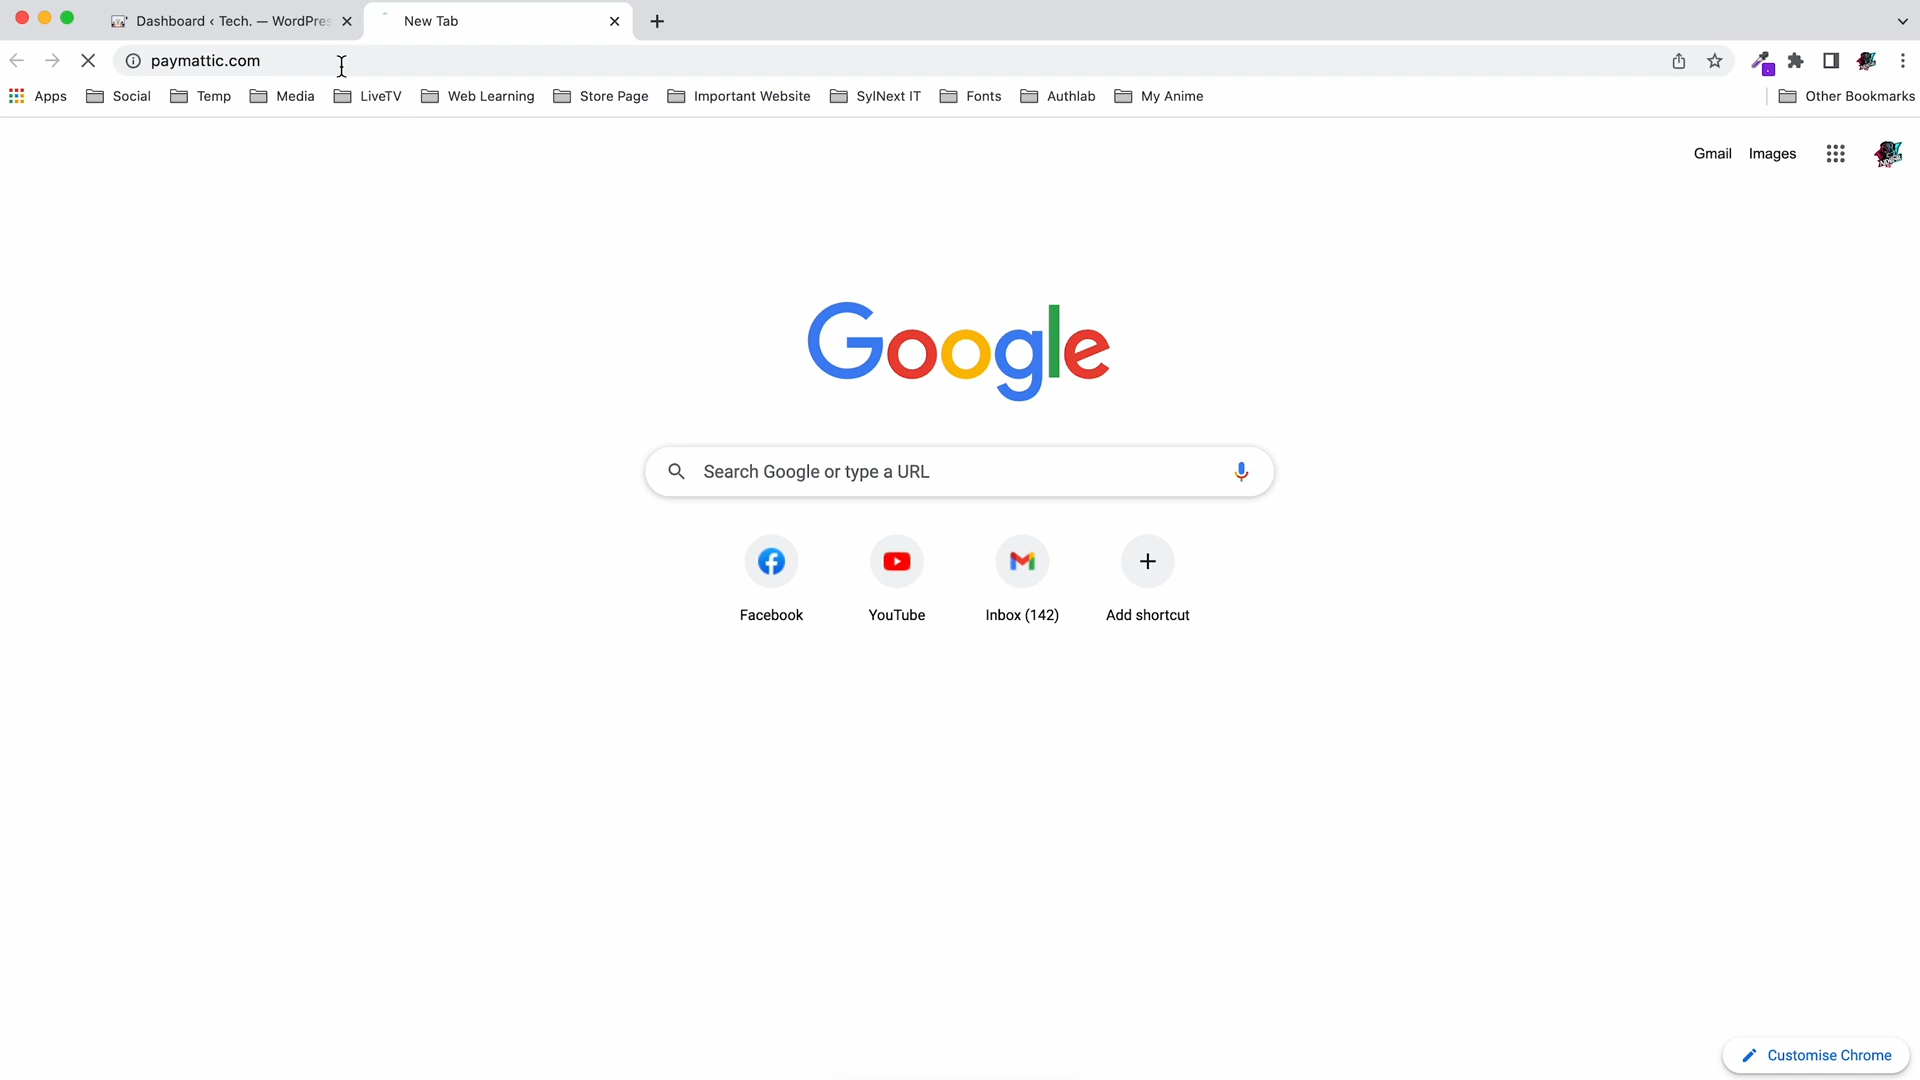 Dashboard ‹ Tech. — WordPres
New Tab
paymattic.com
Apps
Social
Temp
Media
LiveTV
Web Learning
Store Page
Important Website
SylNext IT
Fonts
Authlab
My Anime
Other Bookmarks
Gmail
Images
Google
Search Google or type a URL
Facebook
YouTube
Inbox (142)
Add shortcut
Customise Chrome